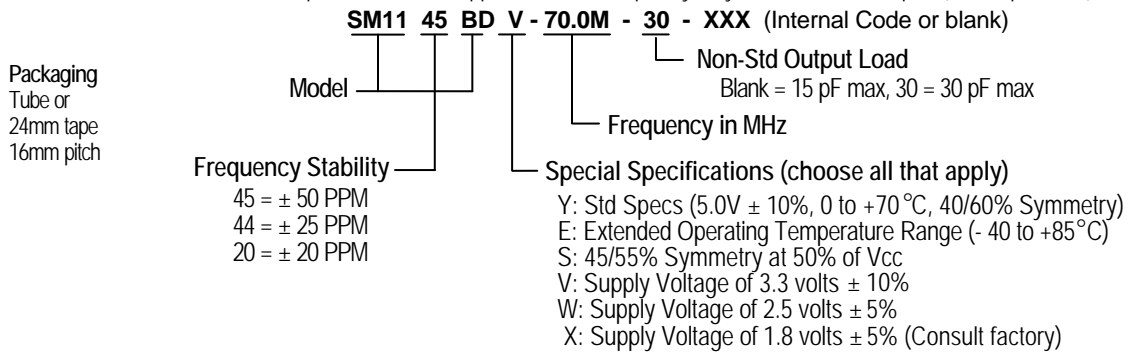 SM11 45 BD V - 70.0M - 30 - XXX (Internal Code or blank)
Non-Std Output Load
Blank = 15 pF max, 30 = 30 pF max
Packaging
Tube or
24mm tape
16mm pitch
Model
Frequency in MHz
Frequency Stability
45 = ± 50 PPM
44 = ± 25 PPM
20 = ± 20 PPM
Special Specifications (choose all that apply)
Y: Std Specs (5.0V ± 10%, 0 to +70°C, 40/60% Symmetry)
E: Extended Operating Temperature Range (- 40 to +85°C)
S: 45/55% Symmetry at 50% of Vcc
V: Supply Voltage of 3.3 volts ± 10%
W: Supply Voltage of 2.5 volts ± 5%
X: Supply Voltage of 1.8 volts ± 5% (Consult factory)